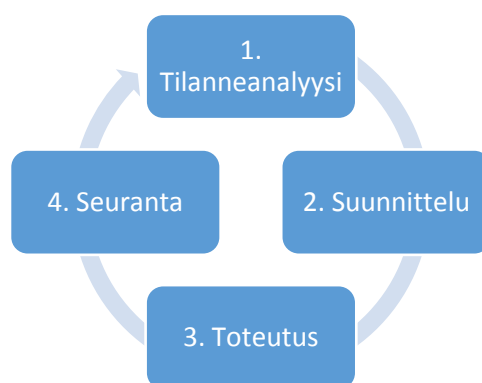 1.
Tilanneanalyysi
2. Suunnittelu
3. Toteutus
4. Seuranta